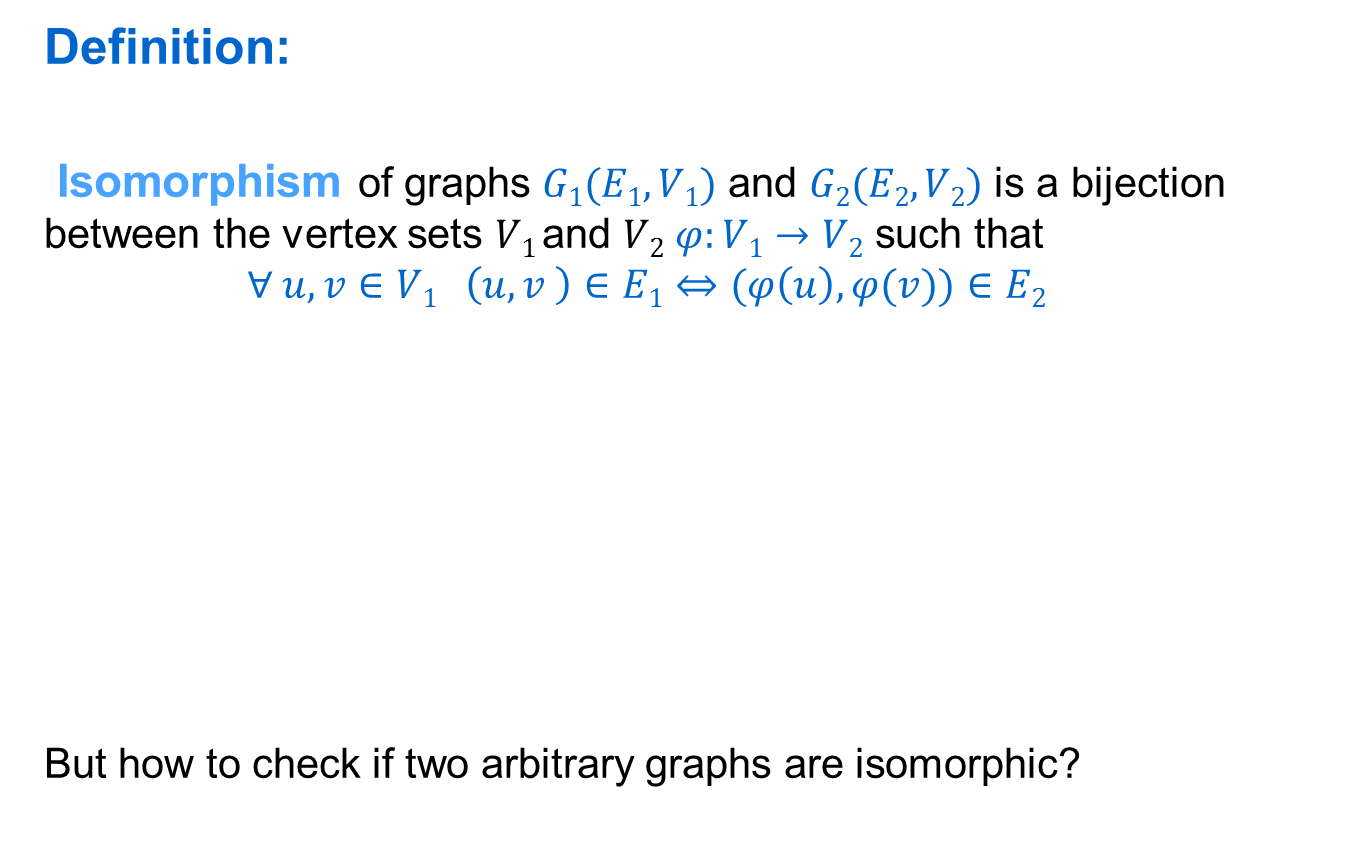 Definition:
Isomorphism of graphs G₁(E₁,V₁) and G₂(E₂,V₂) is a bijection
between the vertex sets V₁ and V₂ φ: V₁ → V₂ such that
∀ u, v ∈ V₁ (u, v ) ∈ E₁ ⇔ (φ(u), φ(v)) ∈ E₂
But how to check if two arbitrary graphs are isomorphic?